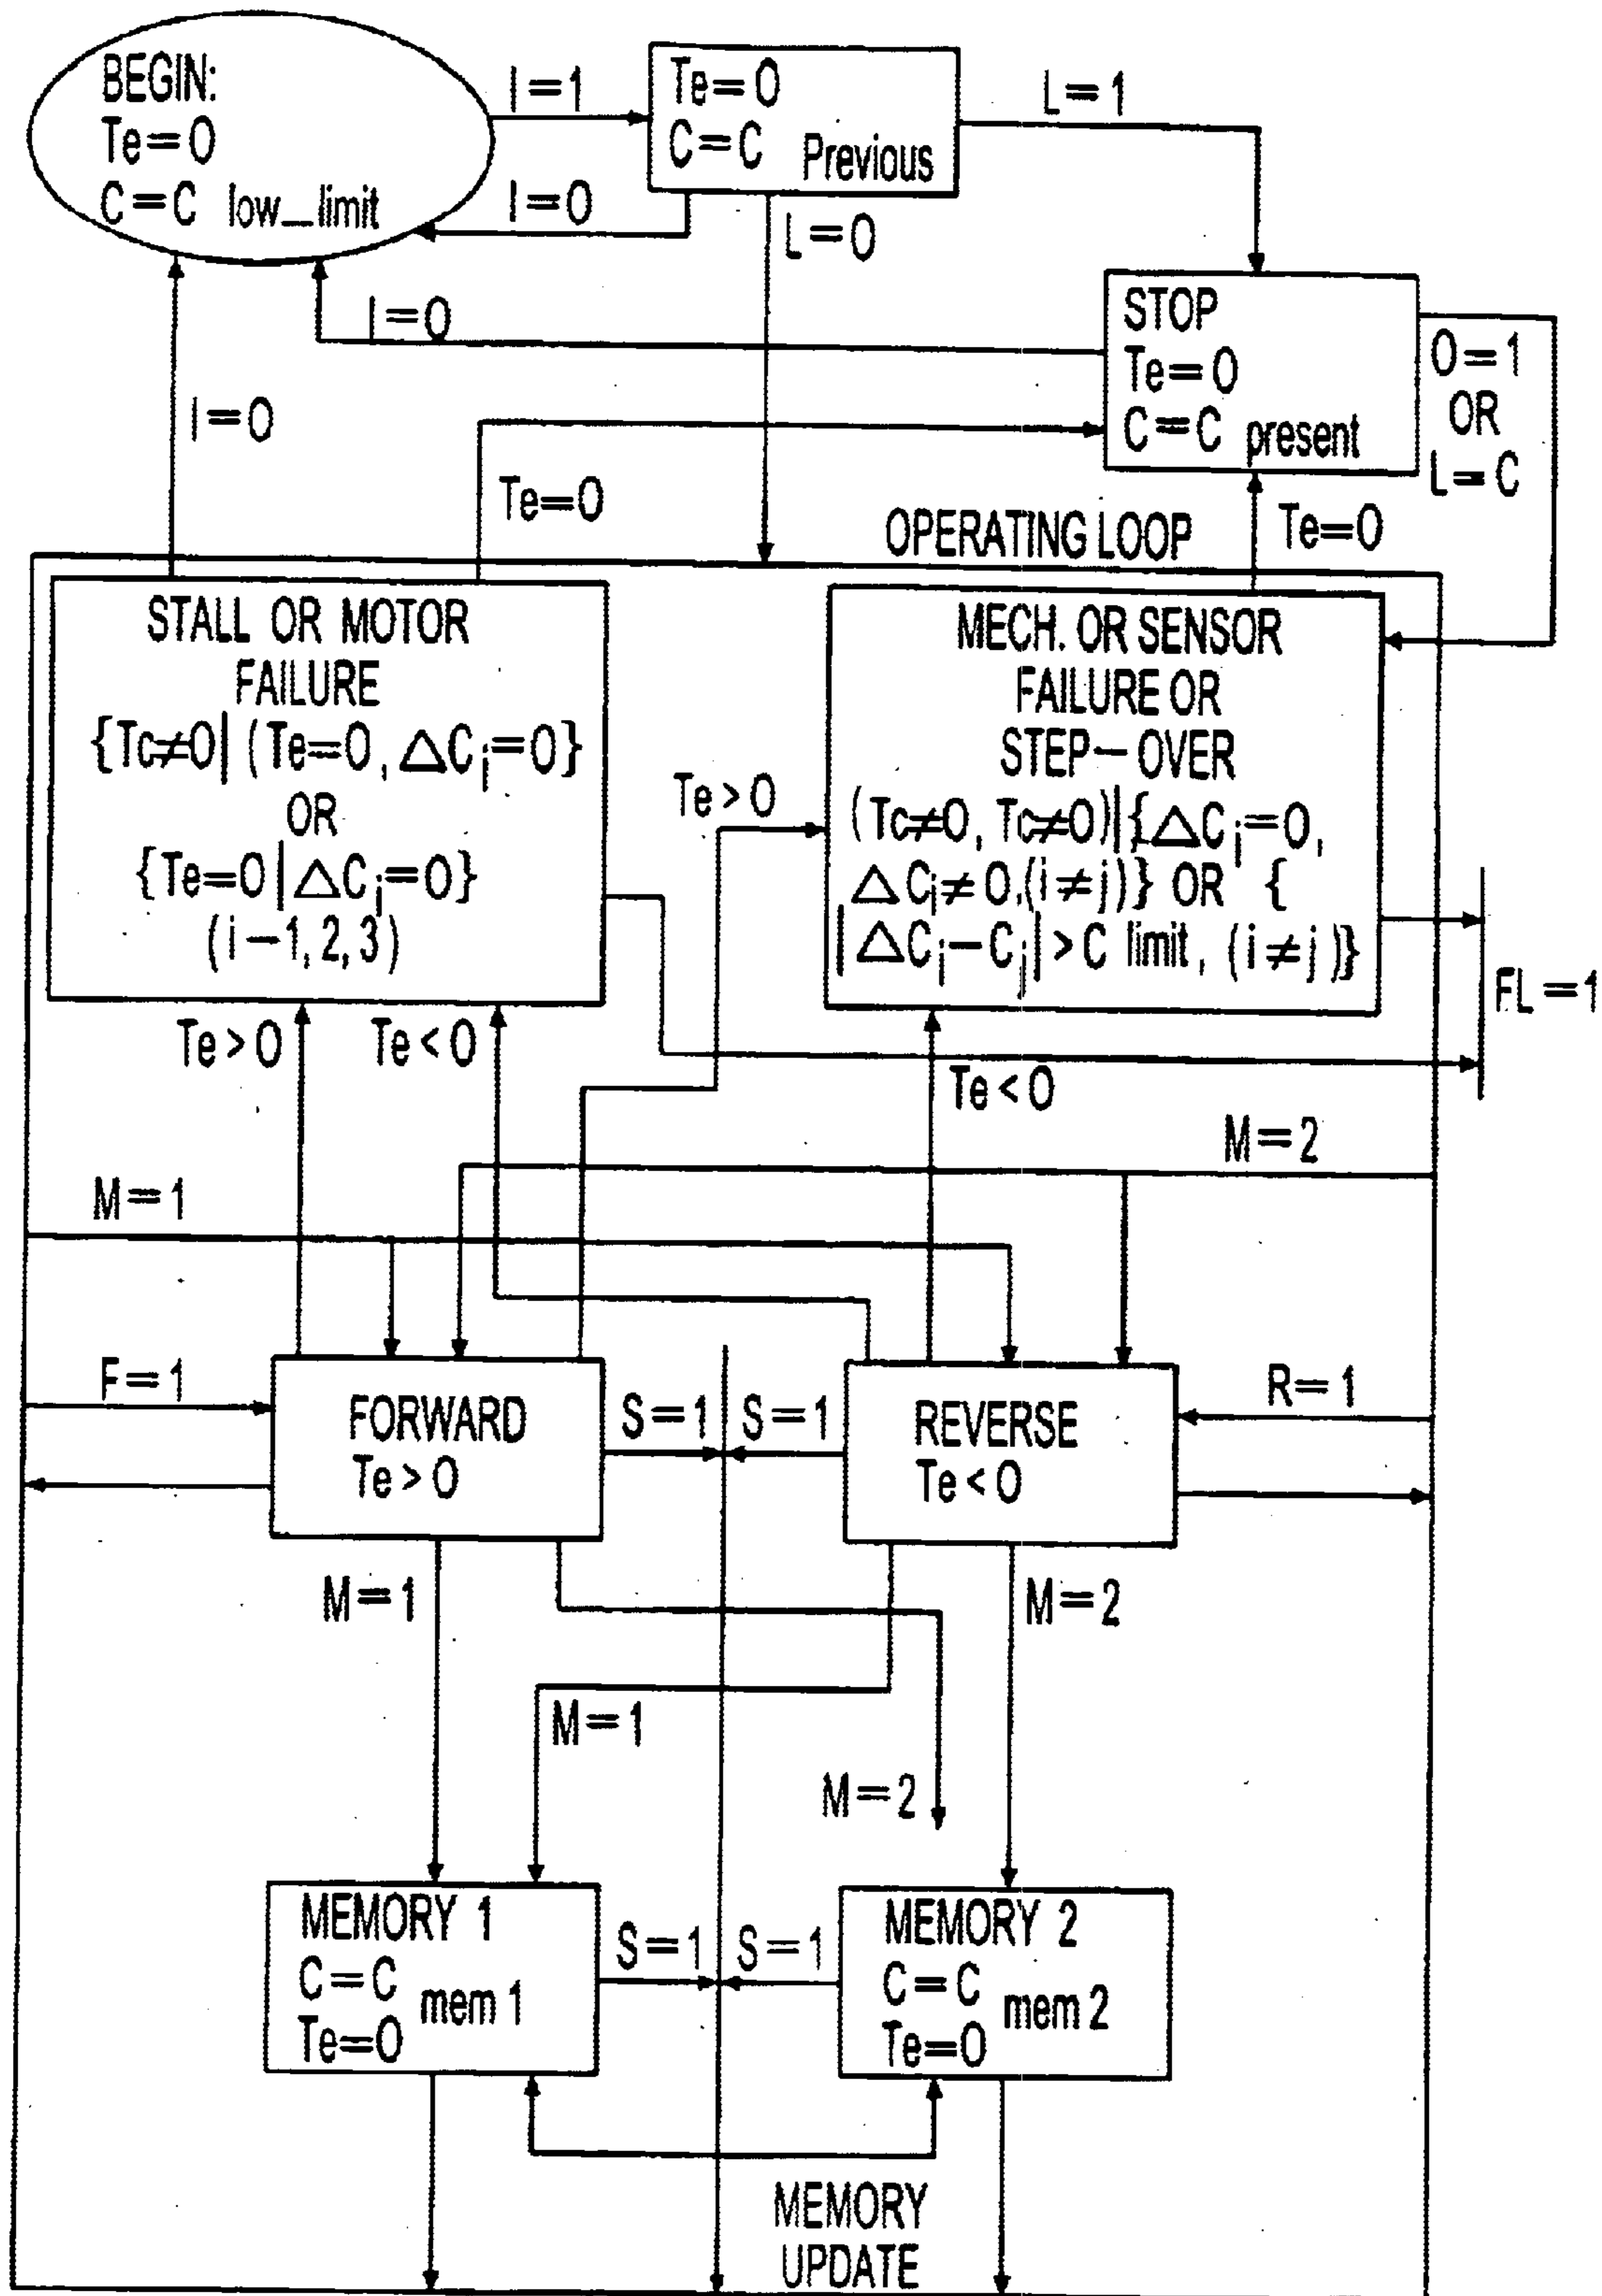 BEGIN:
Te=0
C=C low_limit
I=1
Te=0
C=C Previous
L=1
I=0
L=0
STOP
Te=0
C=C present
I=0
O=1
OR
L=C
I=0
Te=0
OPERATING LOOP
Te=0
STALL OR MOTOR
FAILURE
{Tc≠0| (Te=0, △Ci=0}
OR
{Te=0|△Ci=0}
(i-1,2,3)
MECH. OR SENSOR
FAILURE OR
STEP-OVER
(Tc≠0, Tc≠0)|{△Cj=0,
△Ci≠0,(i≠j)} OR {
|△Ci-Cj|>C limit, (i≠j)}
Te>0
FL=1
Te>0
Te<0
Te<0
M=2
M=1
F=1
FORWARD
Te>0
S=1
S=1
REVERSE
Te<0
R=1
M=1
M=2
M=1
M=2
MEMORY 1
C=C mem 1
Te=0
S=1
S=1
MEMORY 2
C=C mem 2
Te=0
MEMORY
UPDATE